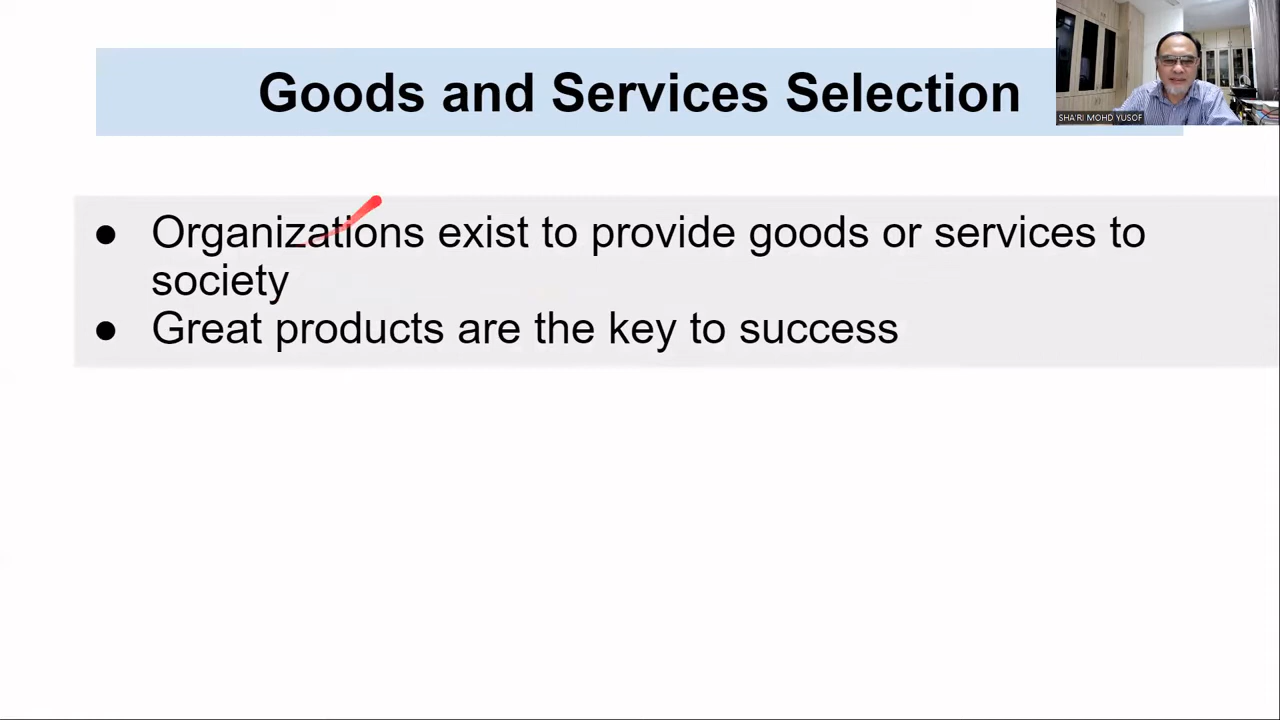 Goods and Services Selection
SHA'RI MOHD YUSOF
● Organizations exist to provide goods or services to
society
● Great products are the key to success